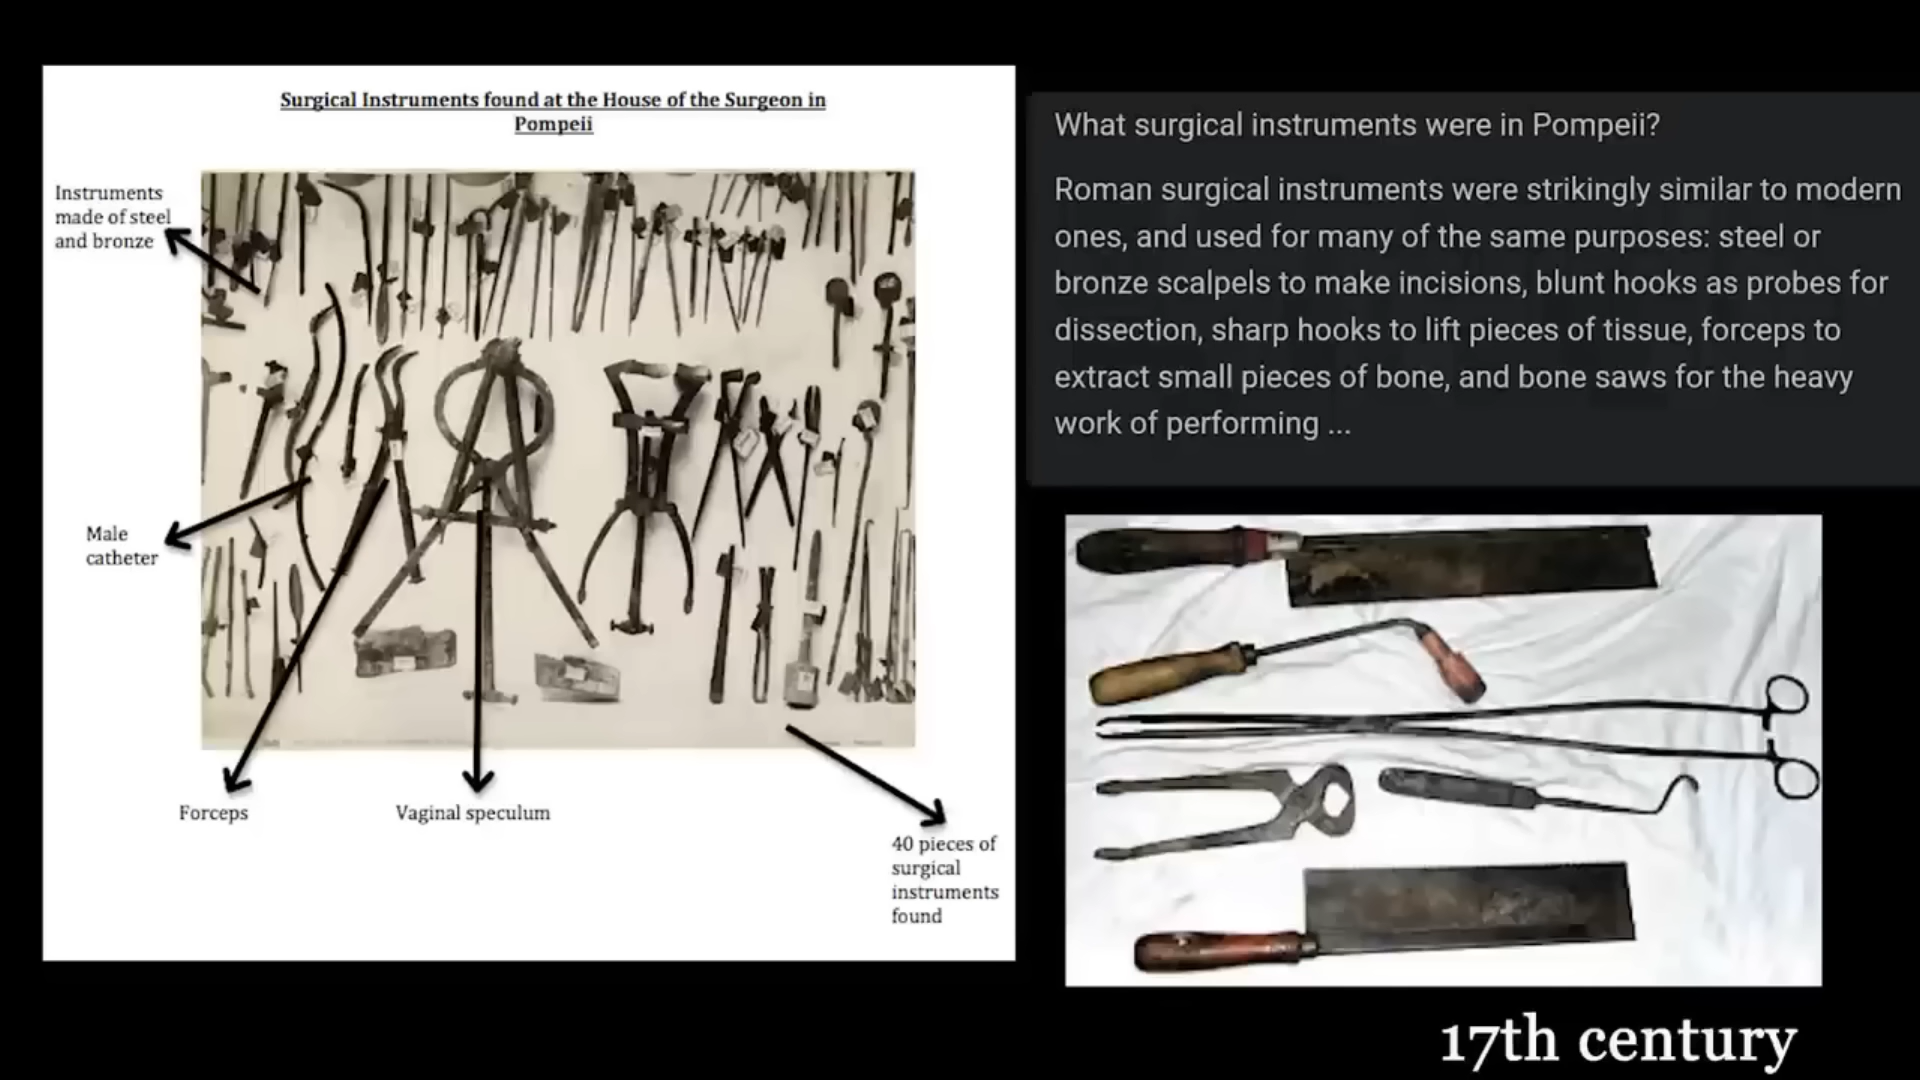 Surgical Instruments found at the House of the Surgeon in
Pompeii
Instruments
made of steel
and bronze
Male
catheter
Forceps
Vaginal speculum
40 pieces of
surgical
instruments
found
What surgical instruments were in Pompeii?
Roman surgical instruments were strikingly similar to modern
ones, and used for many of the same purposes: steel or
bronze scalpels to make incisions, blunt hooks as probes for
dissection, sharp hooks to lift pieces of tissue, forceps to
extract small pieces of bone, and bone saws for the heavy
work of performing ...
17th century